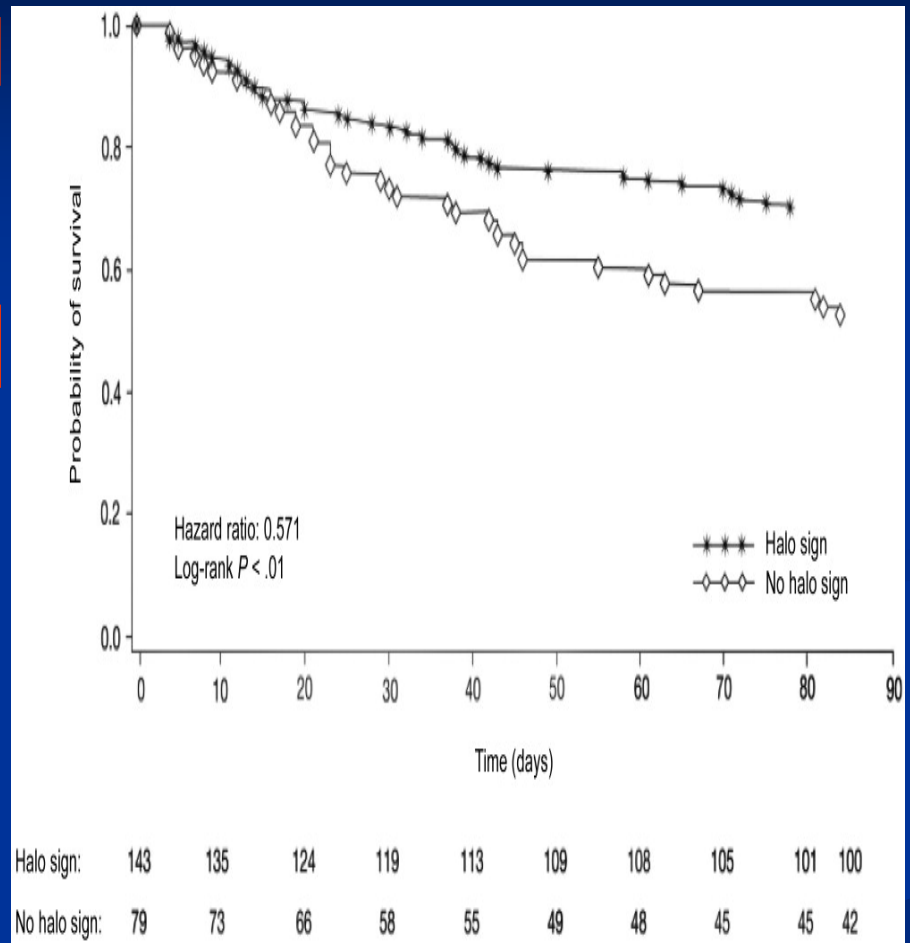 1.0
0.8
0.6
0.4
0.2
0.0
Probability of survival
Hazard ratio: 0.571
Log-rank P < .01
Halo sign
No halo sign
0 10 20 30 40 50 60 70 80 90
Time (days)
Halo sign: 143 135 124 119 113 109 108 105 101 100
No halo sign: 79 73 66 58 55 49 48 45 45 42